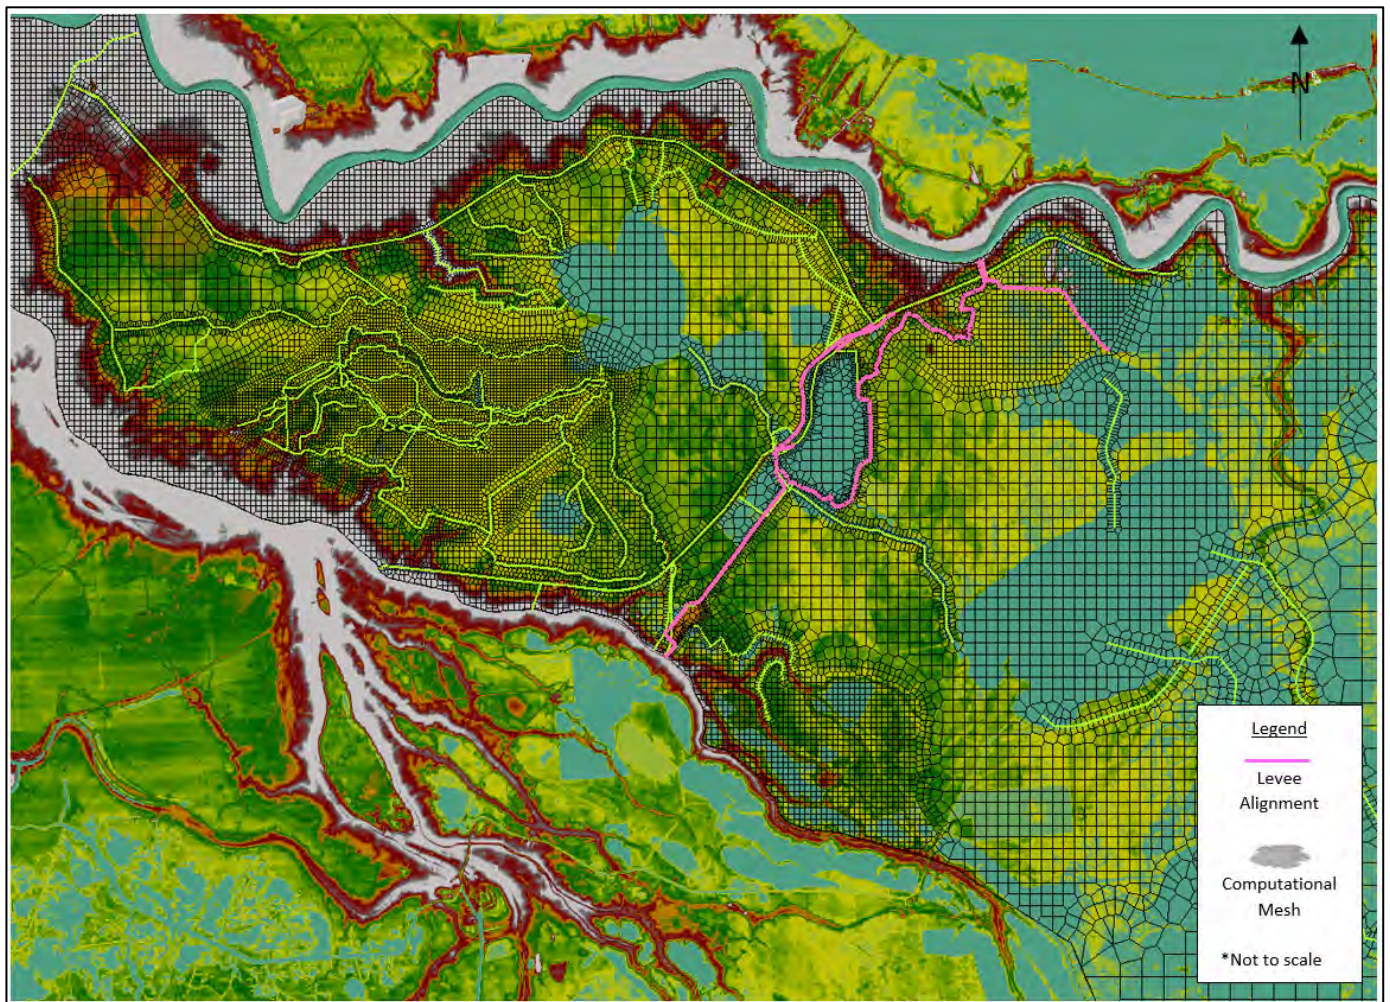 N
Legend
Levee
Alignment
Computational
Mesh
*Not to scale